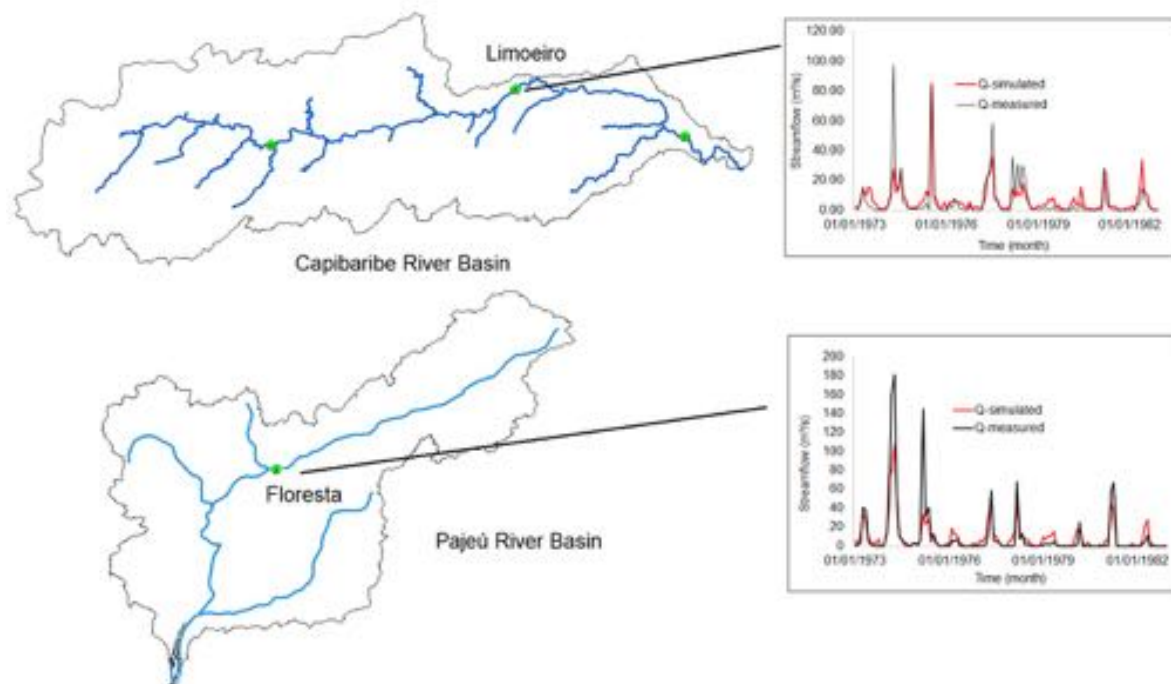 Limoeiro
Capibaribe River Basin
120.00
100.00
80.00
60.00
40.00
20.00
0.00
Streamflow (m³/s)
Q-simulated
Q-measured
01/01/1973
01/01/1976
01/01/1979
01/01/1982
Time (month)
Floresta
Pajeú River Basin
200
180
160
140
120
100
80
60
40
20
0
Streamflow (m³/s)
Q-simulated
Q-measured
01/01/1973
01/01/1976
01/01/1979
01/01/1982
Time (month)